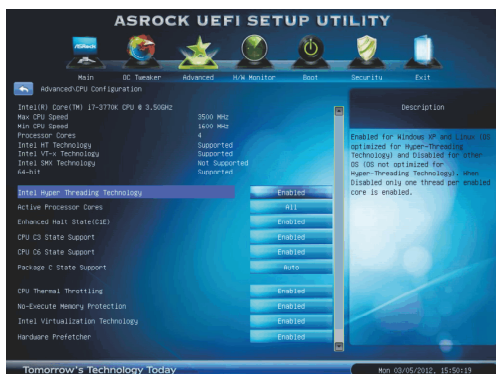 ASROCK UEFI SETUP UTILITY
ASRock
Main OC Tweaker Advanced H/W Monitor Boot Security Exit
Advanced\CPU Configuration
Description
Intel(R) Core(TM) i7-3770K CPU @ 3.50GHz
Max CPU Speed 3500 MHz
Min CPU Speed 1600 MHz
Processor Cores 4
Intel HT Technology Supported
Intel VT-x Technology Supported
Intel SMX Technology Not Supported
64-bit Supported
Enabled for Windows XP and Linux (OS
optimized for Hyper-Threading
Technology) and Disabled for other
OS (OS not optimized for
Hyper-Threading Technology). When
Disabled only one thread per enabled
core is enabled.
Intel Hyper Threading Technology Enabled
Active Processor Cores All
Enhanced Halt State(C1E) Enabled
CPU C3 State Support Enabled
CPU C6 State Support Enabled
Package C State Support Auto
CPU Thermal Throttling Enabled
No-Execute Memory Protection Enabled
Intel Virtualization Technology Enabled
Hardware Prefetcher Enabled
Tomorrow's Technology Today
Mon 03/05/2012, 15:50:19